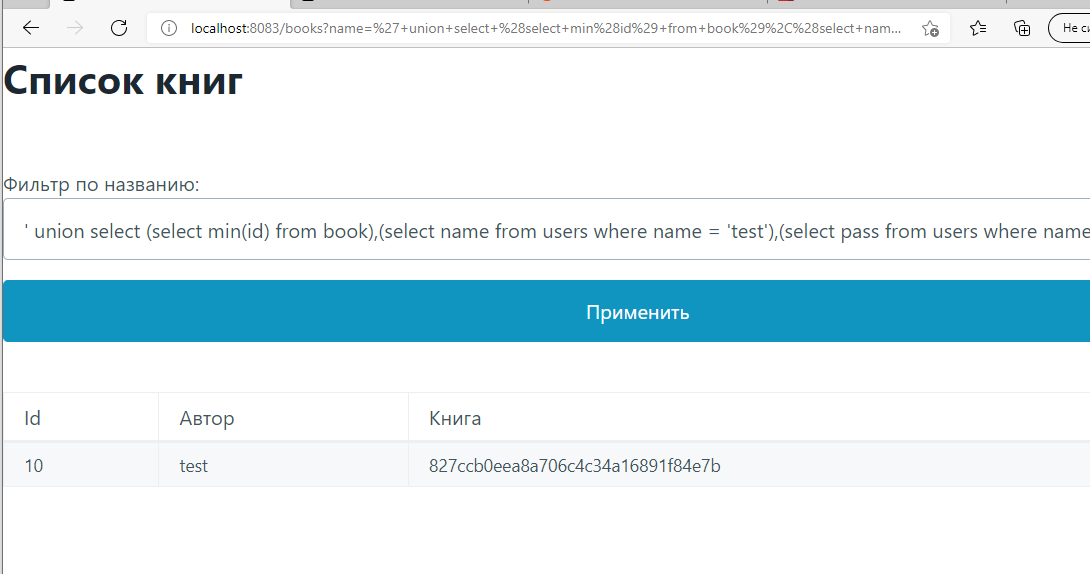 localhost:8083/books?name=%27+union+select+%28select+min%28id%29+from+book%29%2C%28select+nam...
Не си
Список книг
Фильтр по названию:
' union select (select min(id) from book),(select name from users where name = 'test'),(select pass from users where name
Применить
Id Автор Книга
10 test 827ccb0eea8a706c4c34a16891f84e7b